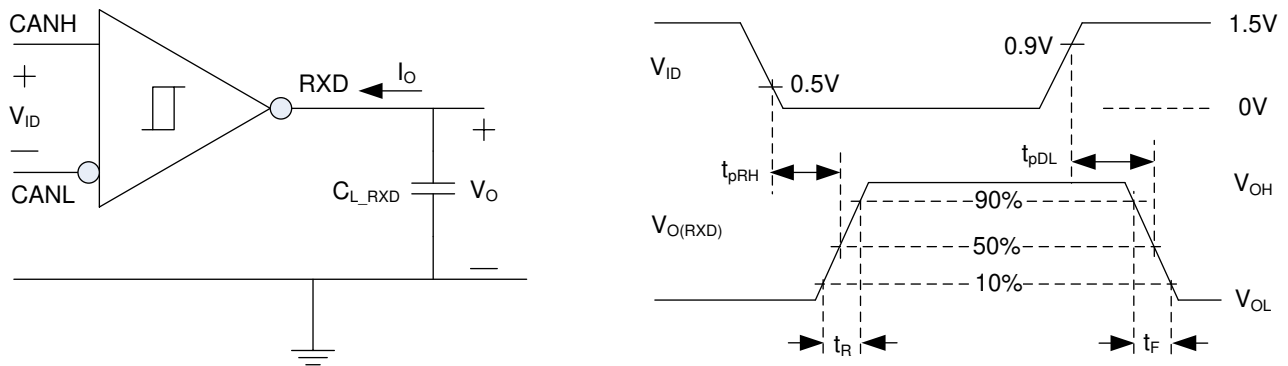 CANH
+
V_ID
—
CANL
RXD
I_O
+
C_L_RXD
V_O
—
V_ID
0.5V
0.9V
1.5V
0V
t_pRH
t_pDL
V_O(RXD)
90%
50%
10%
V_OH
V_OL
t_R
t_F